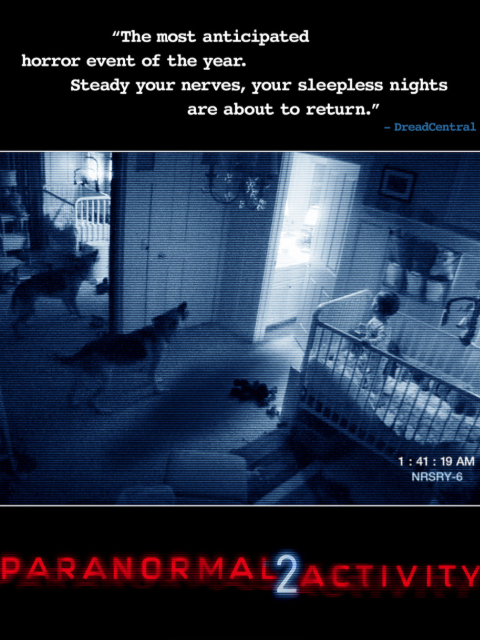 “The most anticipated
horror event of the year.
Steady your nerves, your sleepless nights
are about to return.”
– DreadCentral
1 : 41 : 19 AM
NRSRY-6
PARANORMAL 2 ACTIVITY